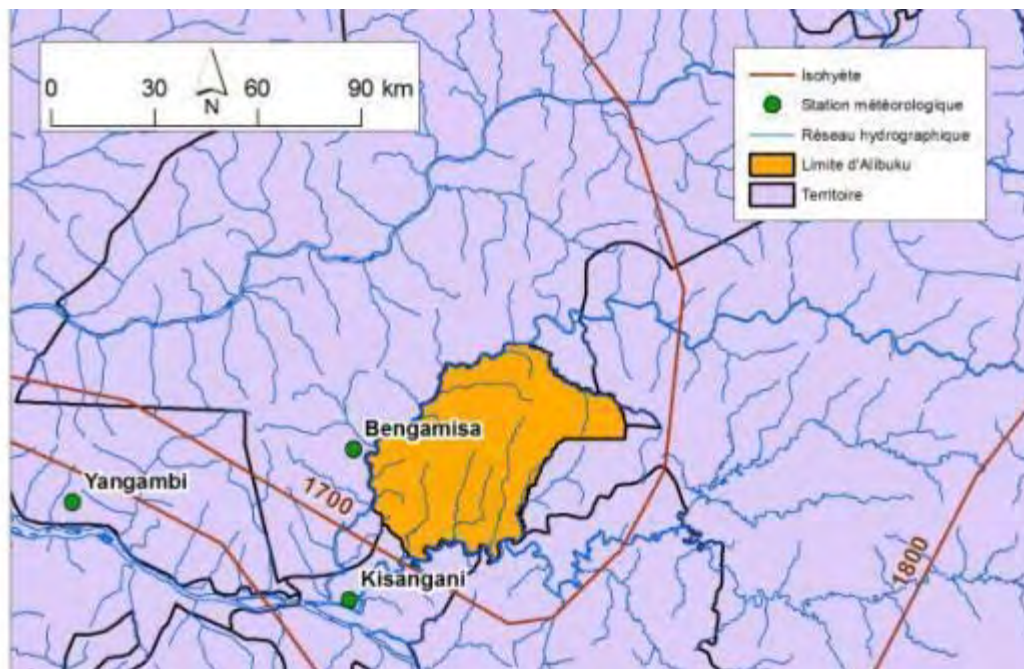 0 30 60 90 km
N
Isohyète
Station météorologique
Réseau hydrographique
Limite d'Alibuku
Territoire
Bengamisa
Yangambi
1700
1800
Kisangani